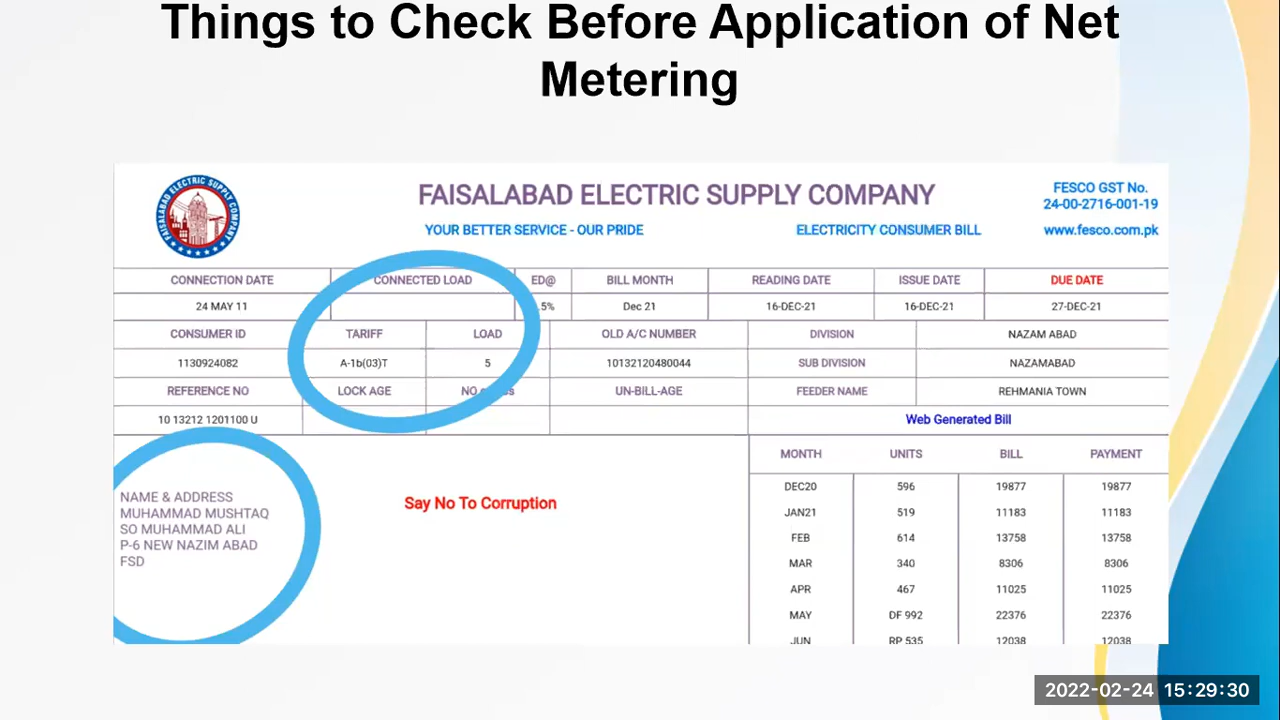 Things to Check Before Application of Net
Metering
FAISALABAD ELECTRIC SUPPLY COMPANY
FAISALABAD ELECTRIC SUPPLY COMPANY
YOUR BETTER SERVICE - OUR PRIDE
ELECTRICITY CONSUMER BILL
FESCO GST No.
24-00-2716-001-19
www.fesco.com.pk
CONNECTION DATE CONNECTED LOAD ED@ BILL MONTH READING DATE ISSUE DATE DUE DATE
24 MAY 11 .5% Dec 21 16-DEC-21 16-DEC-21 27-DEC-21
CONSUMER ID TARIFF LOAD OLD A/C NUMBER DIVISION NAZAM ABAD
1130924082 A-1b(03)T 5 10132120480044 SUB DIVISION NAZAMABAD
REFERENCE NO LOCK AGE NO UN-BILL-AGE FEEDER NAME REHMANIA TOWN
10 13212 1201100 U Web Generated Bill
NAME & ADDRESS
MUHAMMAD MUSHTAQ
SO MUHAMMAD ALI
P-6 NEW NAZIM ABAD
FSD
Say No To Corruption
MONTH UNITS BILL PAYMENT
DEC20 596 19877 19877
JAN21 519 11183 11183
FEB 614 13758 13758
MAR 340 8306 8306
APR 467 11025 11025
MAY DF 992 22376 22376
JUN RP 535 12038 12038
2022-02-24 15:29:30